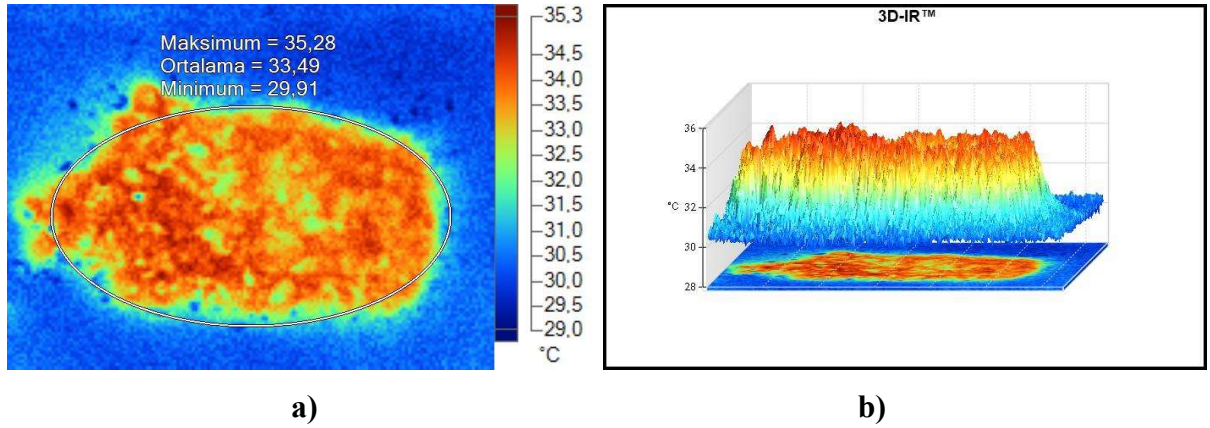 Maksimum = 35,28
Ortalama = 33,49
Minimum = 29,91
35,3
34,5
34,0
33,5
33,0
32,5
32,0
31,5
31,0
30,5
30,0
29,5
29,0
°C
3D-IR™
36
34
°C 32
30
28
a)
b)